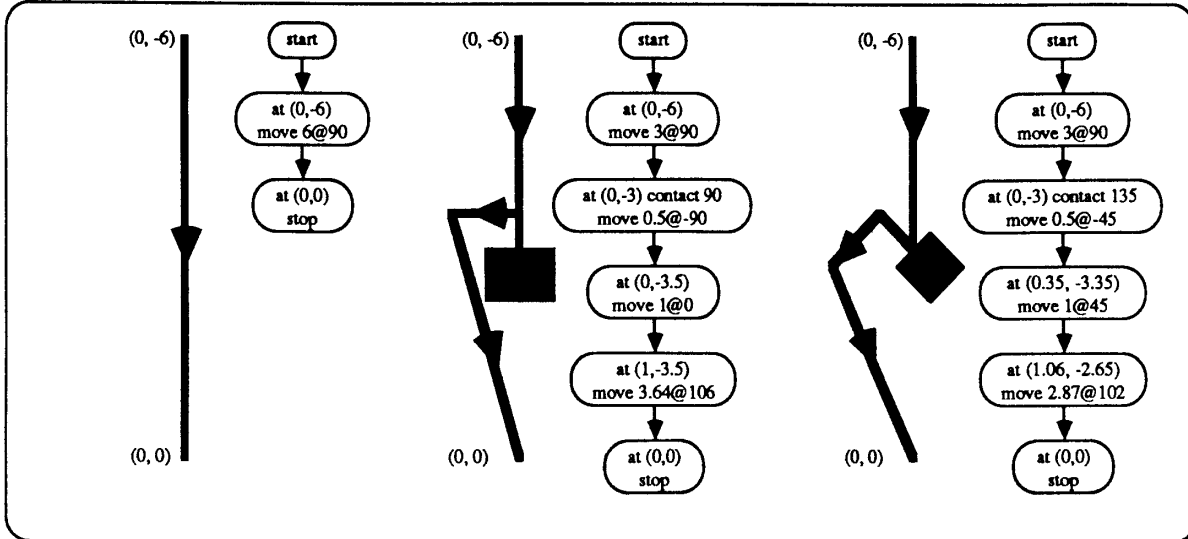 (0, -6)
start
at (0,-6)
move 6@90
at (0,0)
stop
(0, 0)
(0, -6)
start
at (0,-6)
move 3@90
at (0,-3) contact 90
move 0.5@-90
at (0,-3.5)
move 1@0
at (1,-3.5)
move 3.64@106
at (0,0)
stop
(0, 0)
(0, -6)
start
at (0,-6)
move 3@90
at (0,-3) contact 135
move 0.5@-45
at (0.35, -3.35)
move 1@45
at (1.06, -2.65)
move 2.87@102
at (0,0)
stop
(0, 0)